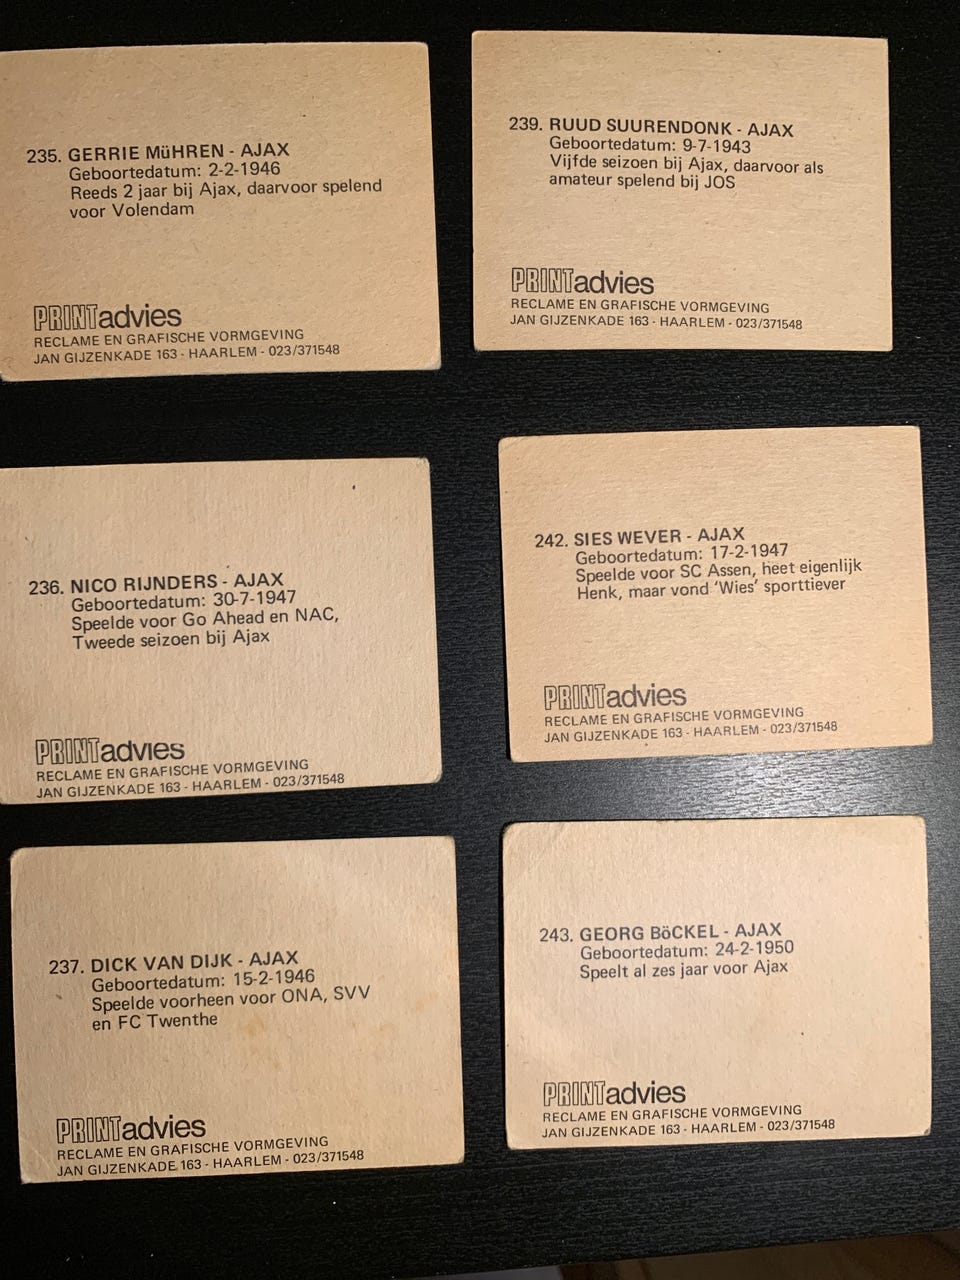 235. GERRIE MüHREN - AJAX
Geboortedatum: 2-2-1946
Reeds 2 jaar bij Ajax, daarvoor spelend
voor Volendam
PRINTadvies
RECLAME EN GRAFISCHE VORMGEVING
JAN GIJZENKADE 163 - HAARLEM - 023/371548
239. RUUD SUURENDONK - AJAX
Geboortedatum: 9-7-1943
Vijfde seizoen bij Ajax, daarvoor als
amateur spelend bij JOS
PRINTadvies
RECLAME EN GRAFISCHE VORMGEVING
JAN GIJZENKADE 163 - HAARLEM - 023/371548
236. NICO RIJNDERS - AJAX
Geboortedatum: 30-7-1947
Speelde voor Go Ahead en NAC,
Tweede seizoen bij Ajax
PRINTadvies
RECLAME EN GRAFISCHE VORMGEVING
JAN GIJZENKADE 163 - HAARLEM - 023/371548
242. SIES WEVER - AJAX
Geboortedatum: 17-2-1947
Speelde voor SC Assen, heet eigenlijk
Henk, maar vond 'Wies' sporttiever
PRINTadvies
RECLAME EN GRAFISCHE VORMGEVING
JAN GIJZENKADE 163 - HAARLEM - 023/371548
237. DICK VAN DIJK - AJAX
Geboortedatum: 15-2-1946
Speelde voorheen voor ONA, SVV
en FC Twenthe
PRINTadvies
RECLAME EN GRAFISCHE VORMGEVING
JAN GIJZENKADE 163 - HAARLEM - 023/371548
243. GEORG BöCKEL - AJAX
Geboortedatum: 24-2-1950
Speelt al zes jaar voor Ajax
PRINTadvies
RECLAME EN GRAFISCHE VORMGEVING
JAN GIJZENKADE 163 - HAARLEM - 023/371548